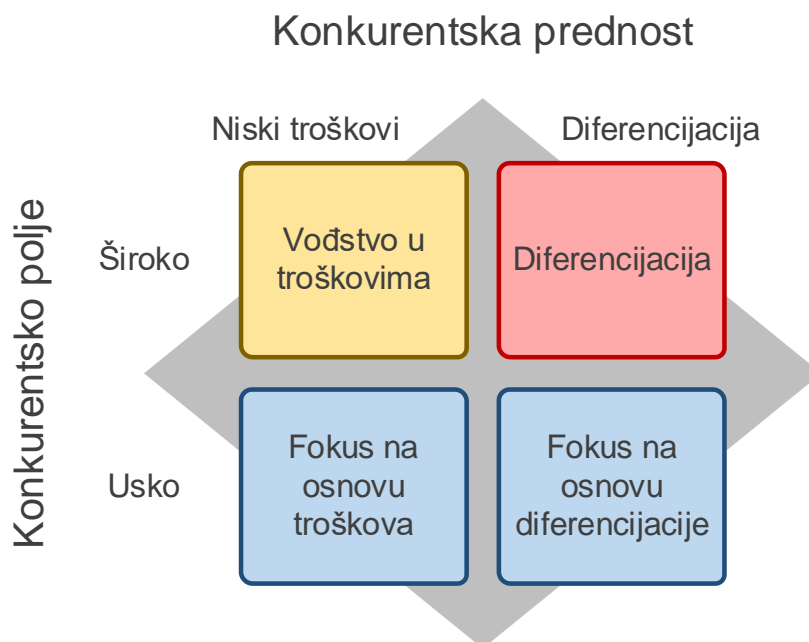 Konkurentska prednost
Niski troškovi
Diferencijacija
Konkurentsko polje
Široko
Vođstvo u
troškovima
Diferencijacija
Usko
Fokus na
osnovu
troškova
Fokus na
osnovu
diferencijacije